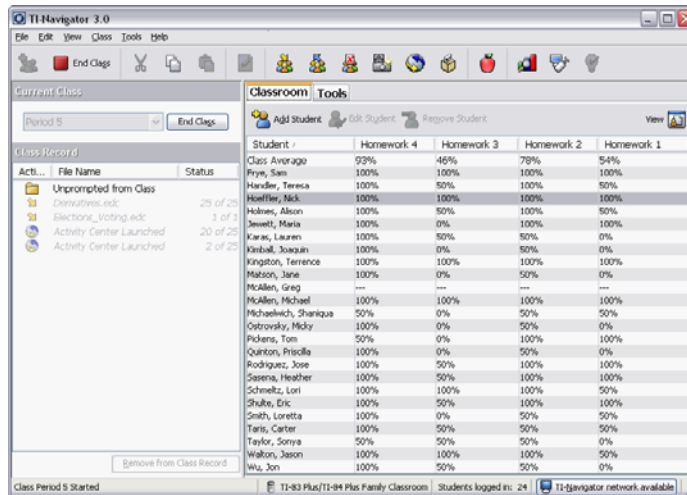 TI-Navigator 3.0
File Edit View Class Tools Help
End Class
Current Class
Period 5 End Class
Class Record
Acti... File Name Status
Unprompted from Class
Derivatives.edc 25 of 25
Elections_Voting.edc 1 of 1
Activity Center Launched 20 of 25
Activity Center Launched 2 of 25
Remove from Class Record
Classroom Tools
Add Student Edit Student Remove Student View
Student / Homework 4 Homework 3 Homework 2 Homework 1
Class Average 93% 46% 78% 54%
Frye, Sam 100% 100% 100% 100%
Handler, Teresa 100% 50% 100% 50%
Hoeffler, Nick 100% 100% 100% 100%
Holmes, Alison 100% 50% 100% 50%
Jewett, Maria 100% 0% 100% 100%
Karas, Lauren 100% 50% 50% 0%
Kimball, Joaquin 100% 0% 50% 0%
Kingston, Terrence 100% 100% 100% 100%
Matson, Jane 100% 0% 50% 0%
McAllen, Greg --- --- --- ---
McAllen, Michael 100% 100% 100% 100%
Michaelwich, Shaniqua 50% 0% 50% 0%
Ostrovsky, Micky 100% 0% 50% 0%
Pickens, Tom 50% 0% 100% 100%
Quinton, Priscilla 100% 0% 50% 0%
Rodriguez, Jose 100% 50% 100% 50%
Sasena, Heather 100% 50% 100% 100%
Schmeltz, Lori 100% 100% 100% 50%
Shulte, Eric 100% 50% 100% 100%
Smith, Loretta 100% 0% 50% 50%
Taris, Carter 100% 50% 100% 50%
Taylor, Sonya 50% 50% 50% 0%
Walton, Jason 100% 100% 100% 50%
Wu, Jon 100% 50% 50% 0%
Class Period 5 Started TI-83 Plus/TI-84 Plus Family Classroom Students logged in: 24 TI-Navigator network available